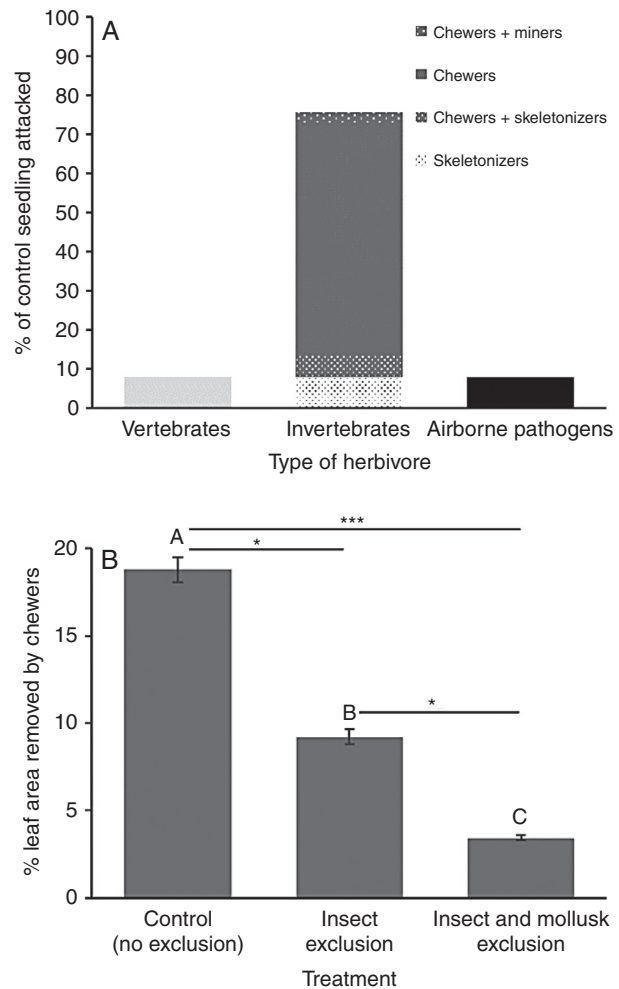 A
% of control seedling attacked
100
90
80
70
60
50
40
30
20
10
0
Chewers + miners
Chewers
Chewers + skeletonizers
Skeletonizers
Vertebrates
Invertebrates
Airborne pathogens
Type of herbivore
B
% leaf area removed by chewers
20
15
10
5
0
***
A
*
B
*
C
Control
(no exclusion)
Insect
exclusion
Insect and mollusk
exclusion
Treatment